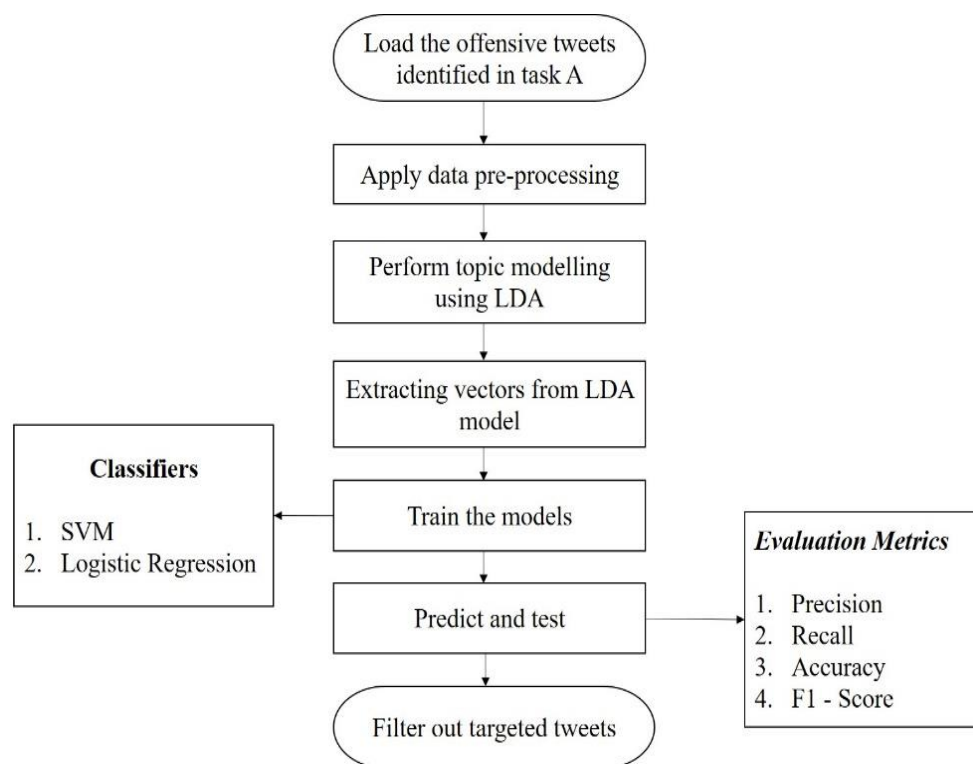 Load the offensive tweets
identified in task A
Apply data pre-processing
Perform topic modelling
using LDA
Extracting vectors from LDA
model
Classifiers
1. SVM
2. Logistic Regression
Train the models
Evaluation Metrics
1. Precision
2. Recall
3. Accuracy
4. F1 - Score
Predict and test
Filter out targeted tweets